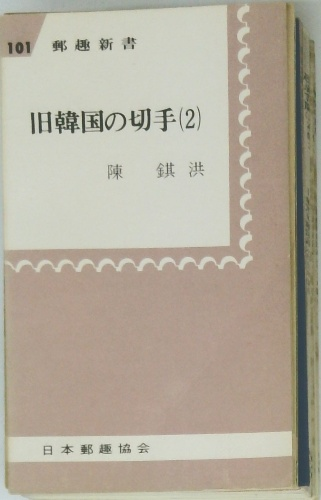 101 郵趣新書
旧韓国の切手(2)
陳 錤洪
日本郵趣協会